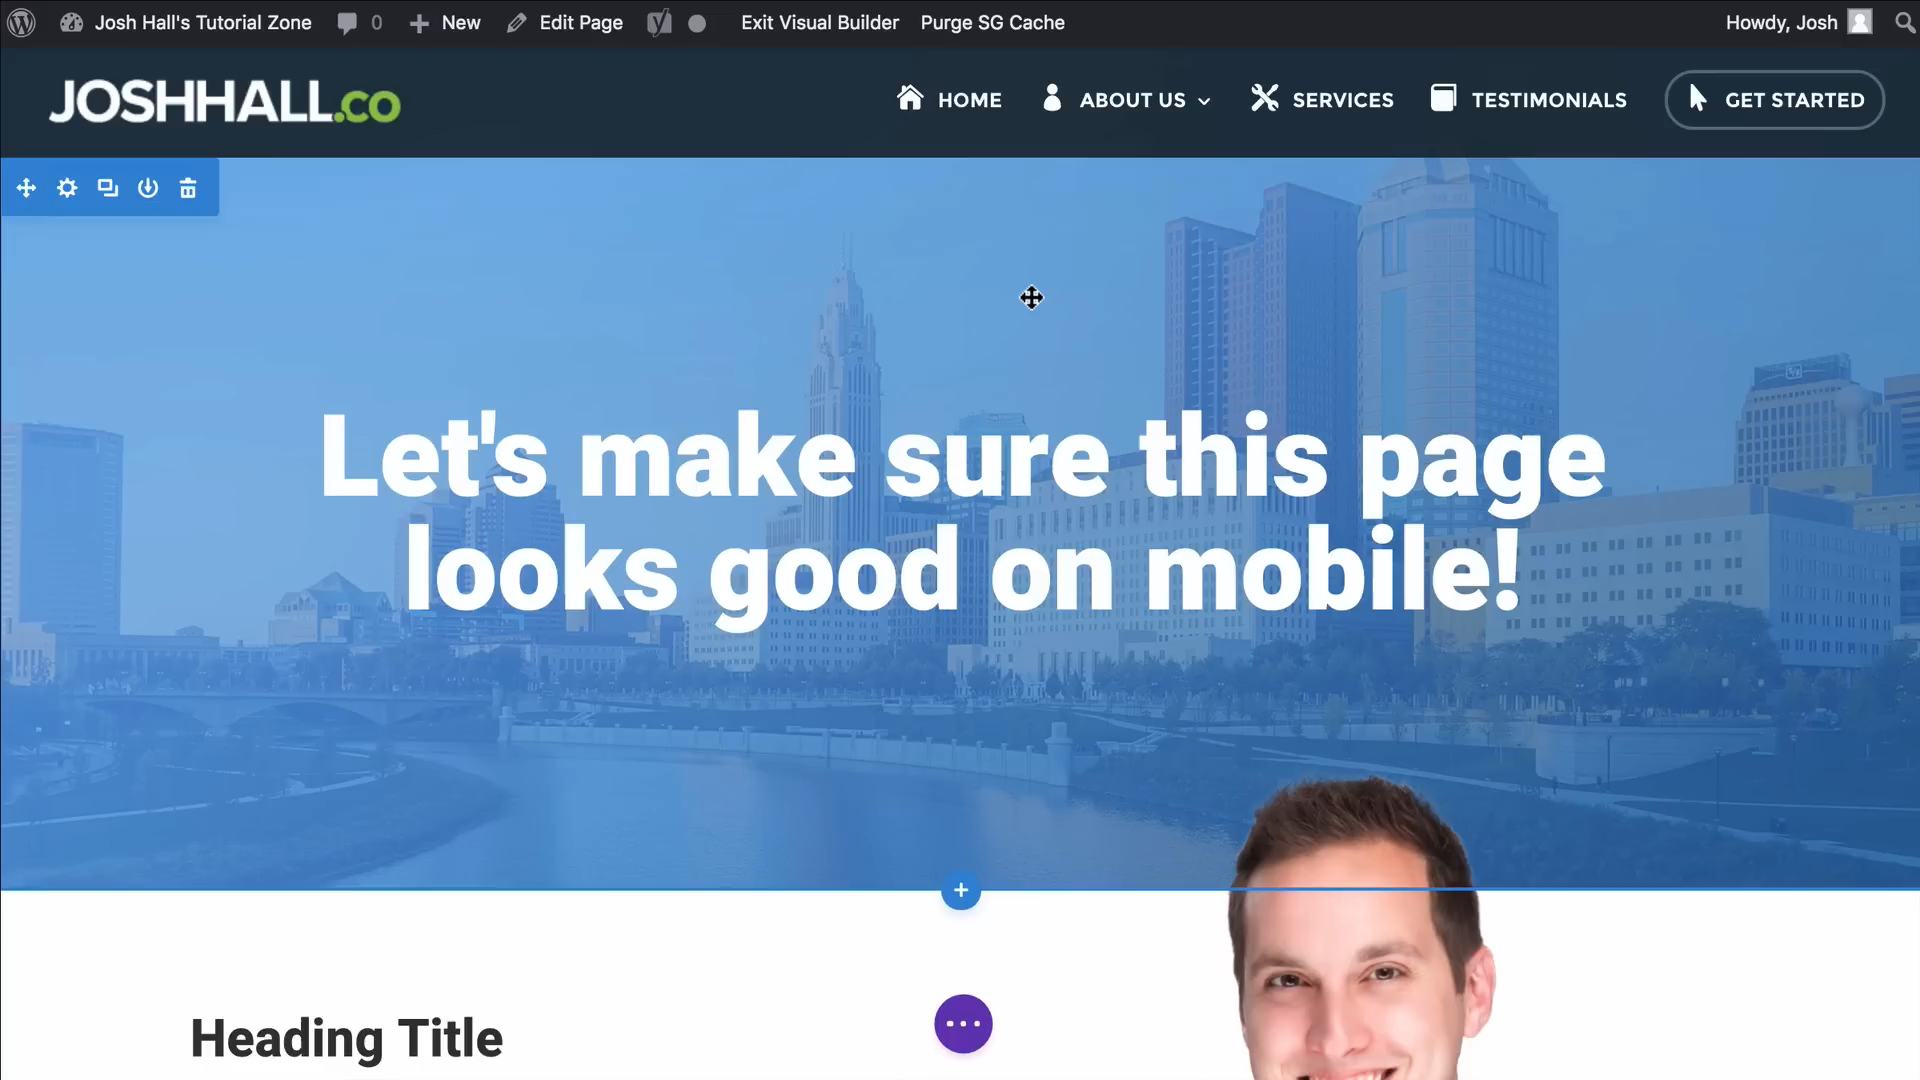 Josh Hall's Tutorial Zone 0 New Edit Page Exit Visual Builder Purge SG Cache Howdy, Josh
JOSHHALL.CO HOME ABOUT US SERVICES TESTIMONIALS GET STARTED
Let's make sure this page
looks good on mobile!
Heading Title